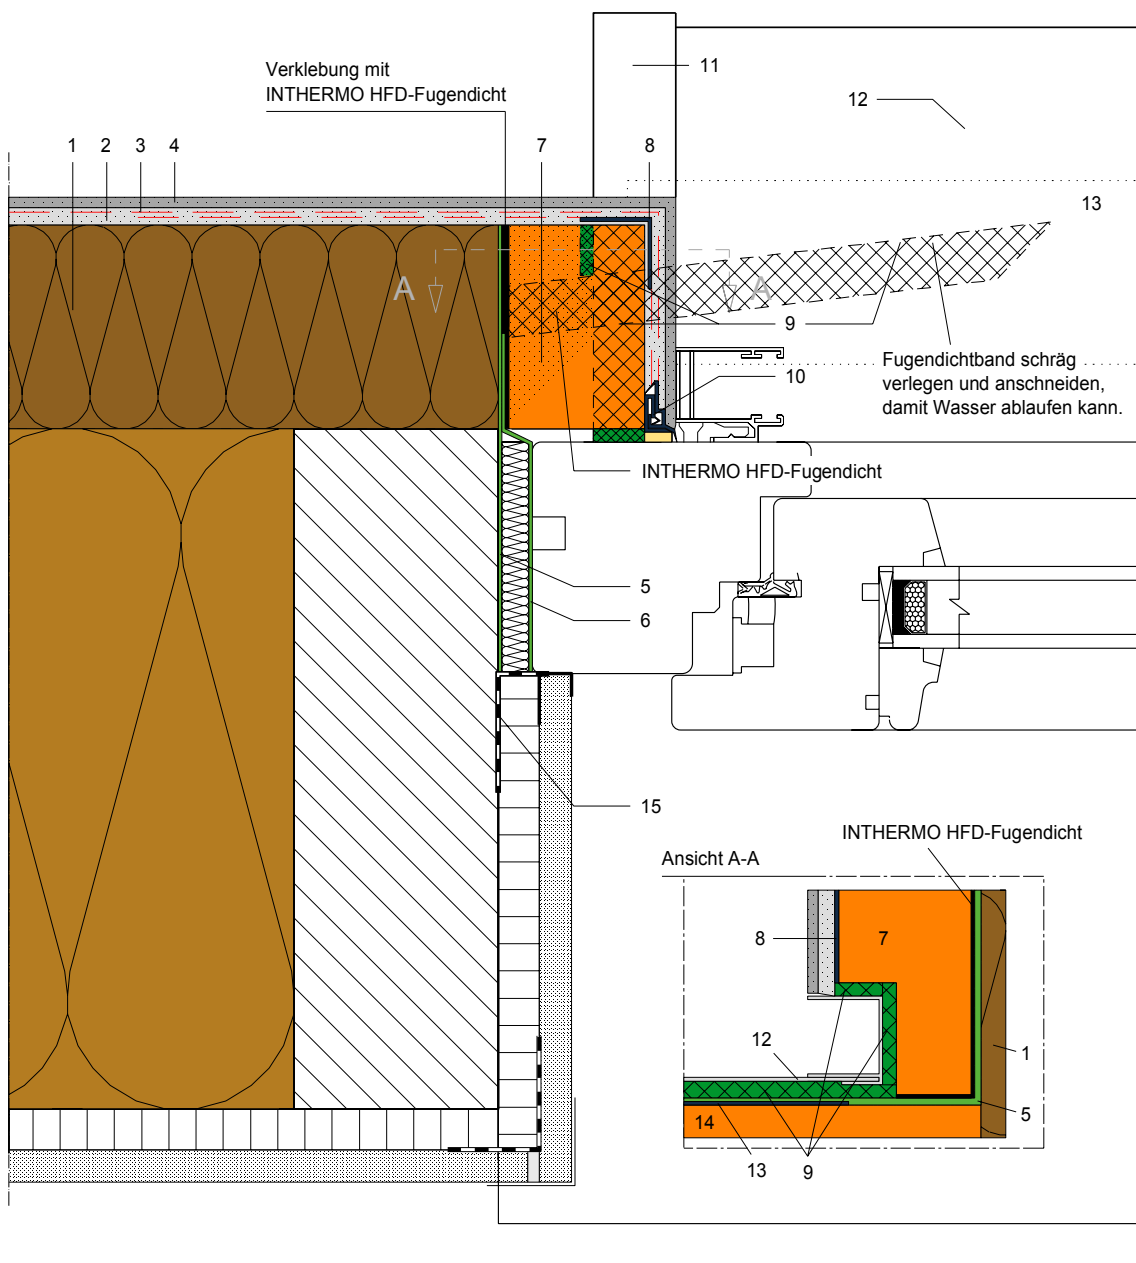 11
Verklebung mit
INTHERMO HFD-Fugendicht
12
1 2 3 4 7 8
13
A A
9
Fugendichtband schräg
verlegen und anschneiden,
damit Wasser ablaufen kann.
10
INTHERMO HFD-Fugendicht
5
6
15
INTHERMO HFD-Fugendicht
Ansicht A-A
8 7
12
1
14
5
13 9